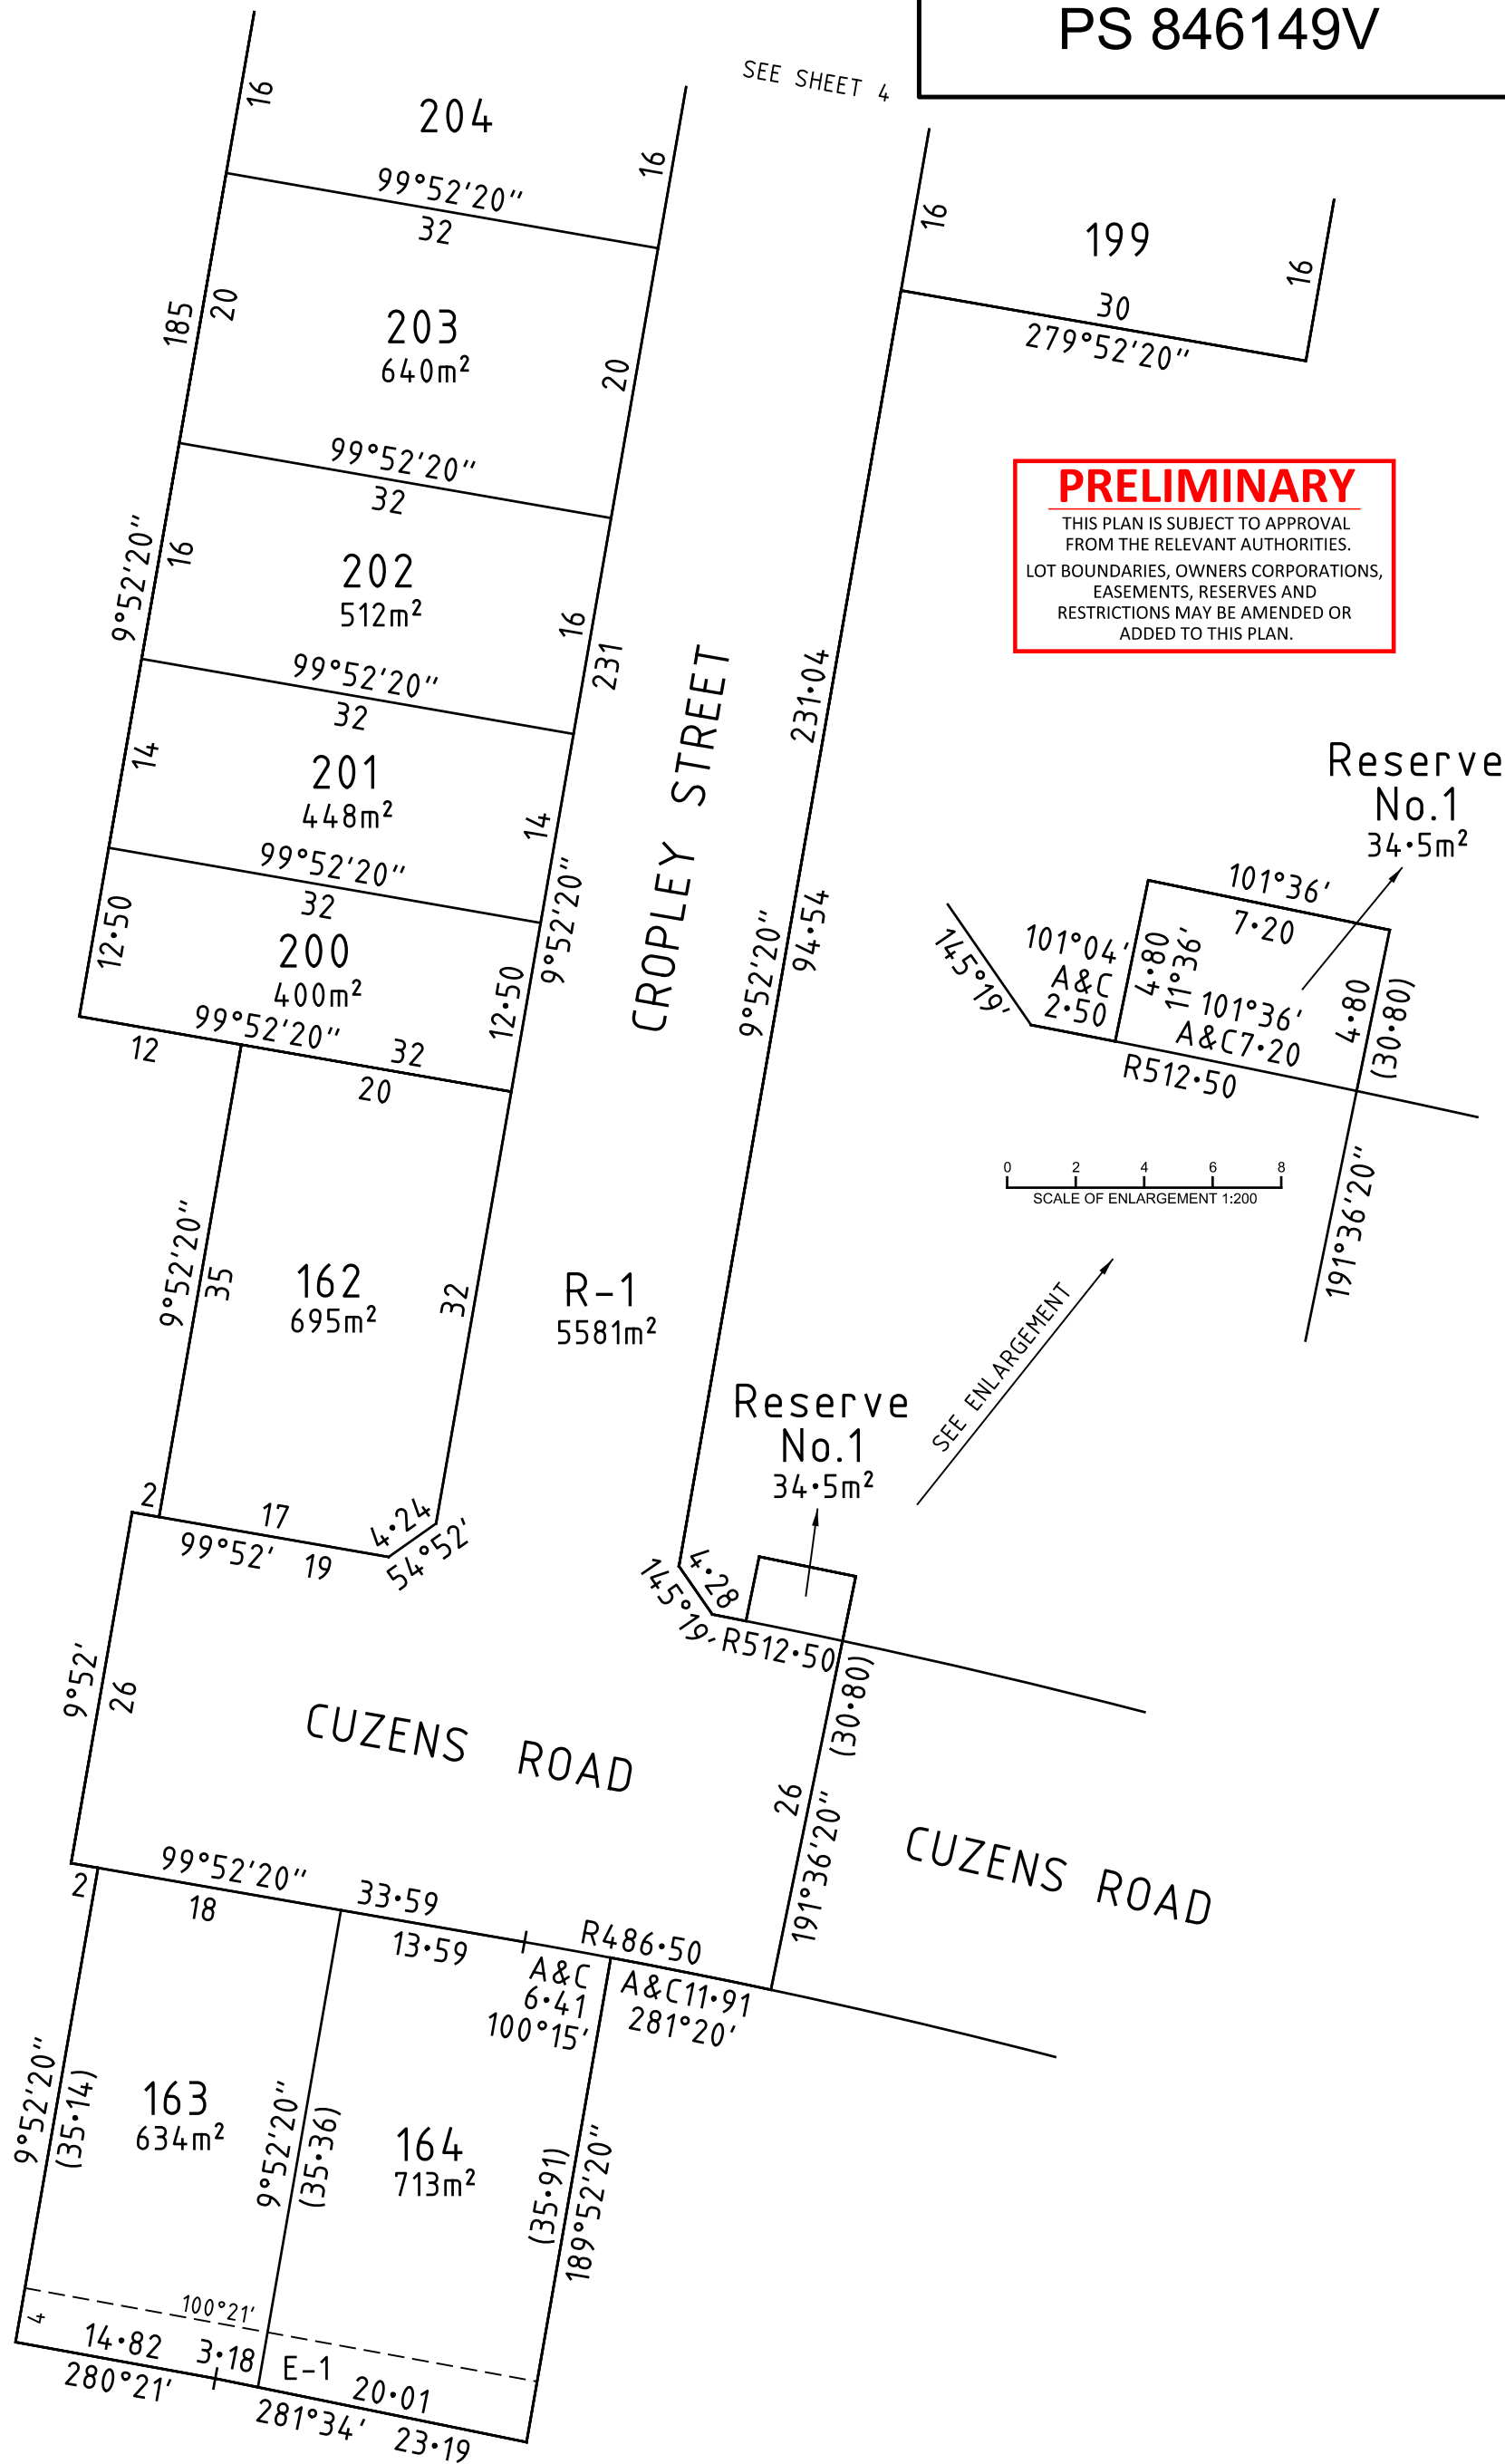 PS 846149V
SEE SHEET 4
16
204
16
99°52'20"
32
16
199
16
30
279°52'20"
185
20
203
640m²
20
PRELIMINARY
THIS PLAN IS SUBJECT TO APPROVAL
FROM THE RELEVANT AUTHORITIES.
LOT BOUNDARIES, OWNERS CORPORATIONS,
EASEMENTS, RESERVES AND
RESTRICTIONS MAY BE AMENDED OR
ADDED TO THIS PLAN.
99°52'20"
32
9°52'20"
16
202
512m²
16
231
99°52'20"
32
CROPLEY STREET
231·04
14
201
448m²
14
99°52'20"
32
9°52'20"
9°52'20"
94·54
12·50
200
400m²
12·50
99°52'20"
12
32
20
Reserve
No.1
34·5m²
101°36'
7·20
145°19'
101°04'
A&C
2·50
4·80
11°36'
101°36'
A&C7·20
4·80
(30·80)
R512·50
0 2 4 6 8
SCALE OF ENLARGEMENT 1:200
191°36'20"
9°52'20"
35
162
695m²
32
R-1
5581m²
SEE ENLARGEMENT
Reserve
No.1
34·5m²
2
17
99°52'
19
4·24
54°52'
4·28
145°19'
R512·50
(30·80)
9°52'
26
CUZENS ROAD
26
191°36'20"
CUZENS ROAD
99°52'20"
33·59
2
18
13·59
R486·50
A&C
6·41
100°15'
A&C11·91
281°20'
9°52'20"
(35·14)
163
634m²
9°52'20"
(35·36)
164
713m²
(35·91)
189°52'20"
100°21'
4
14·82
3·18
E-1
20·01
280°21'
281°34'
23·19